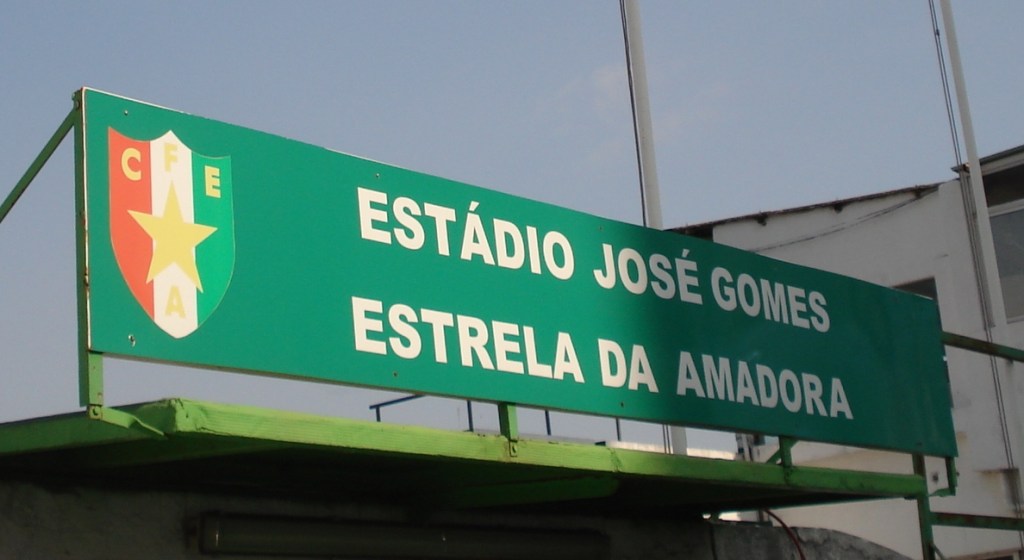 C F E
A
ESTÁDIO JOSÉ GOMES
ESTRELA DA AMADORA